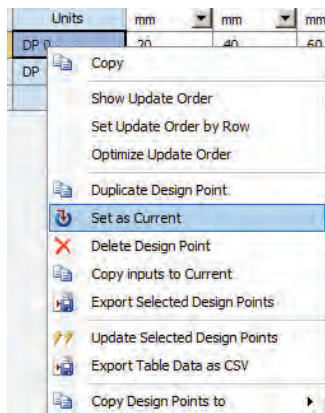 Units mm mm mm
DP 0 20 40 60
DP
Copy
Show Update Order
Set Update Order by Row
Optimize Update Order
Duplicate Design Point
Set as Current
Delete Design Point
Copy inputs to Current
Export Selected Design Points
Update Selected Design Points
Export Table Data as CSV
Copy Design Points to